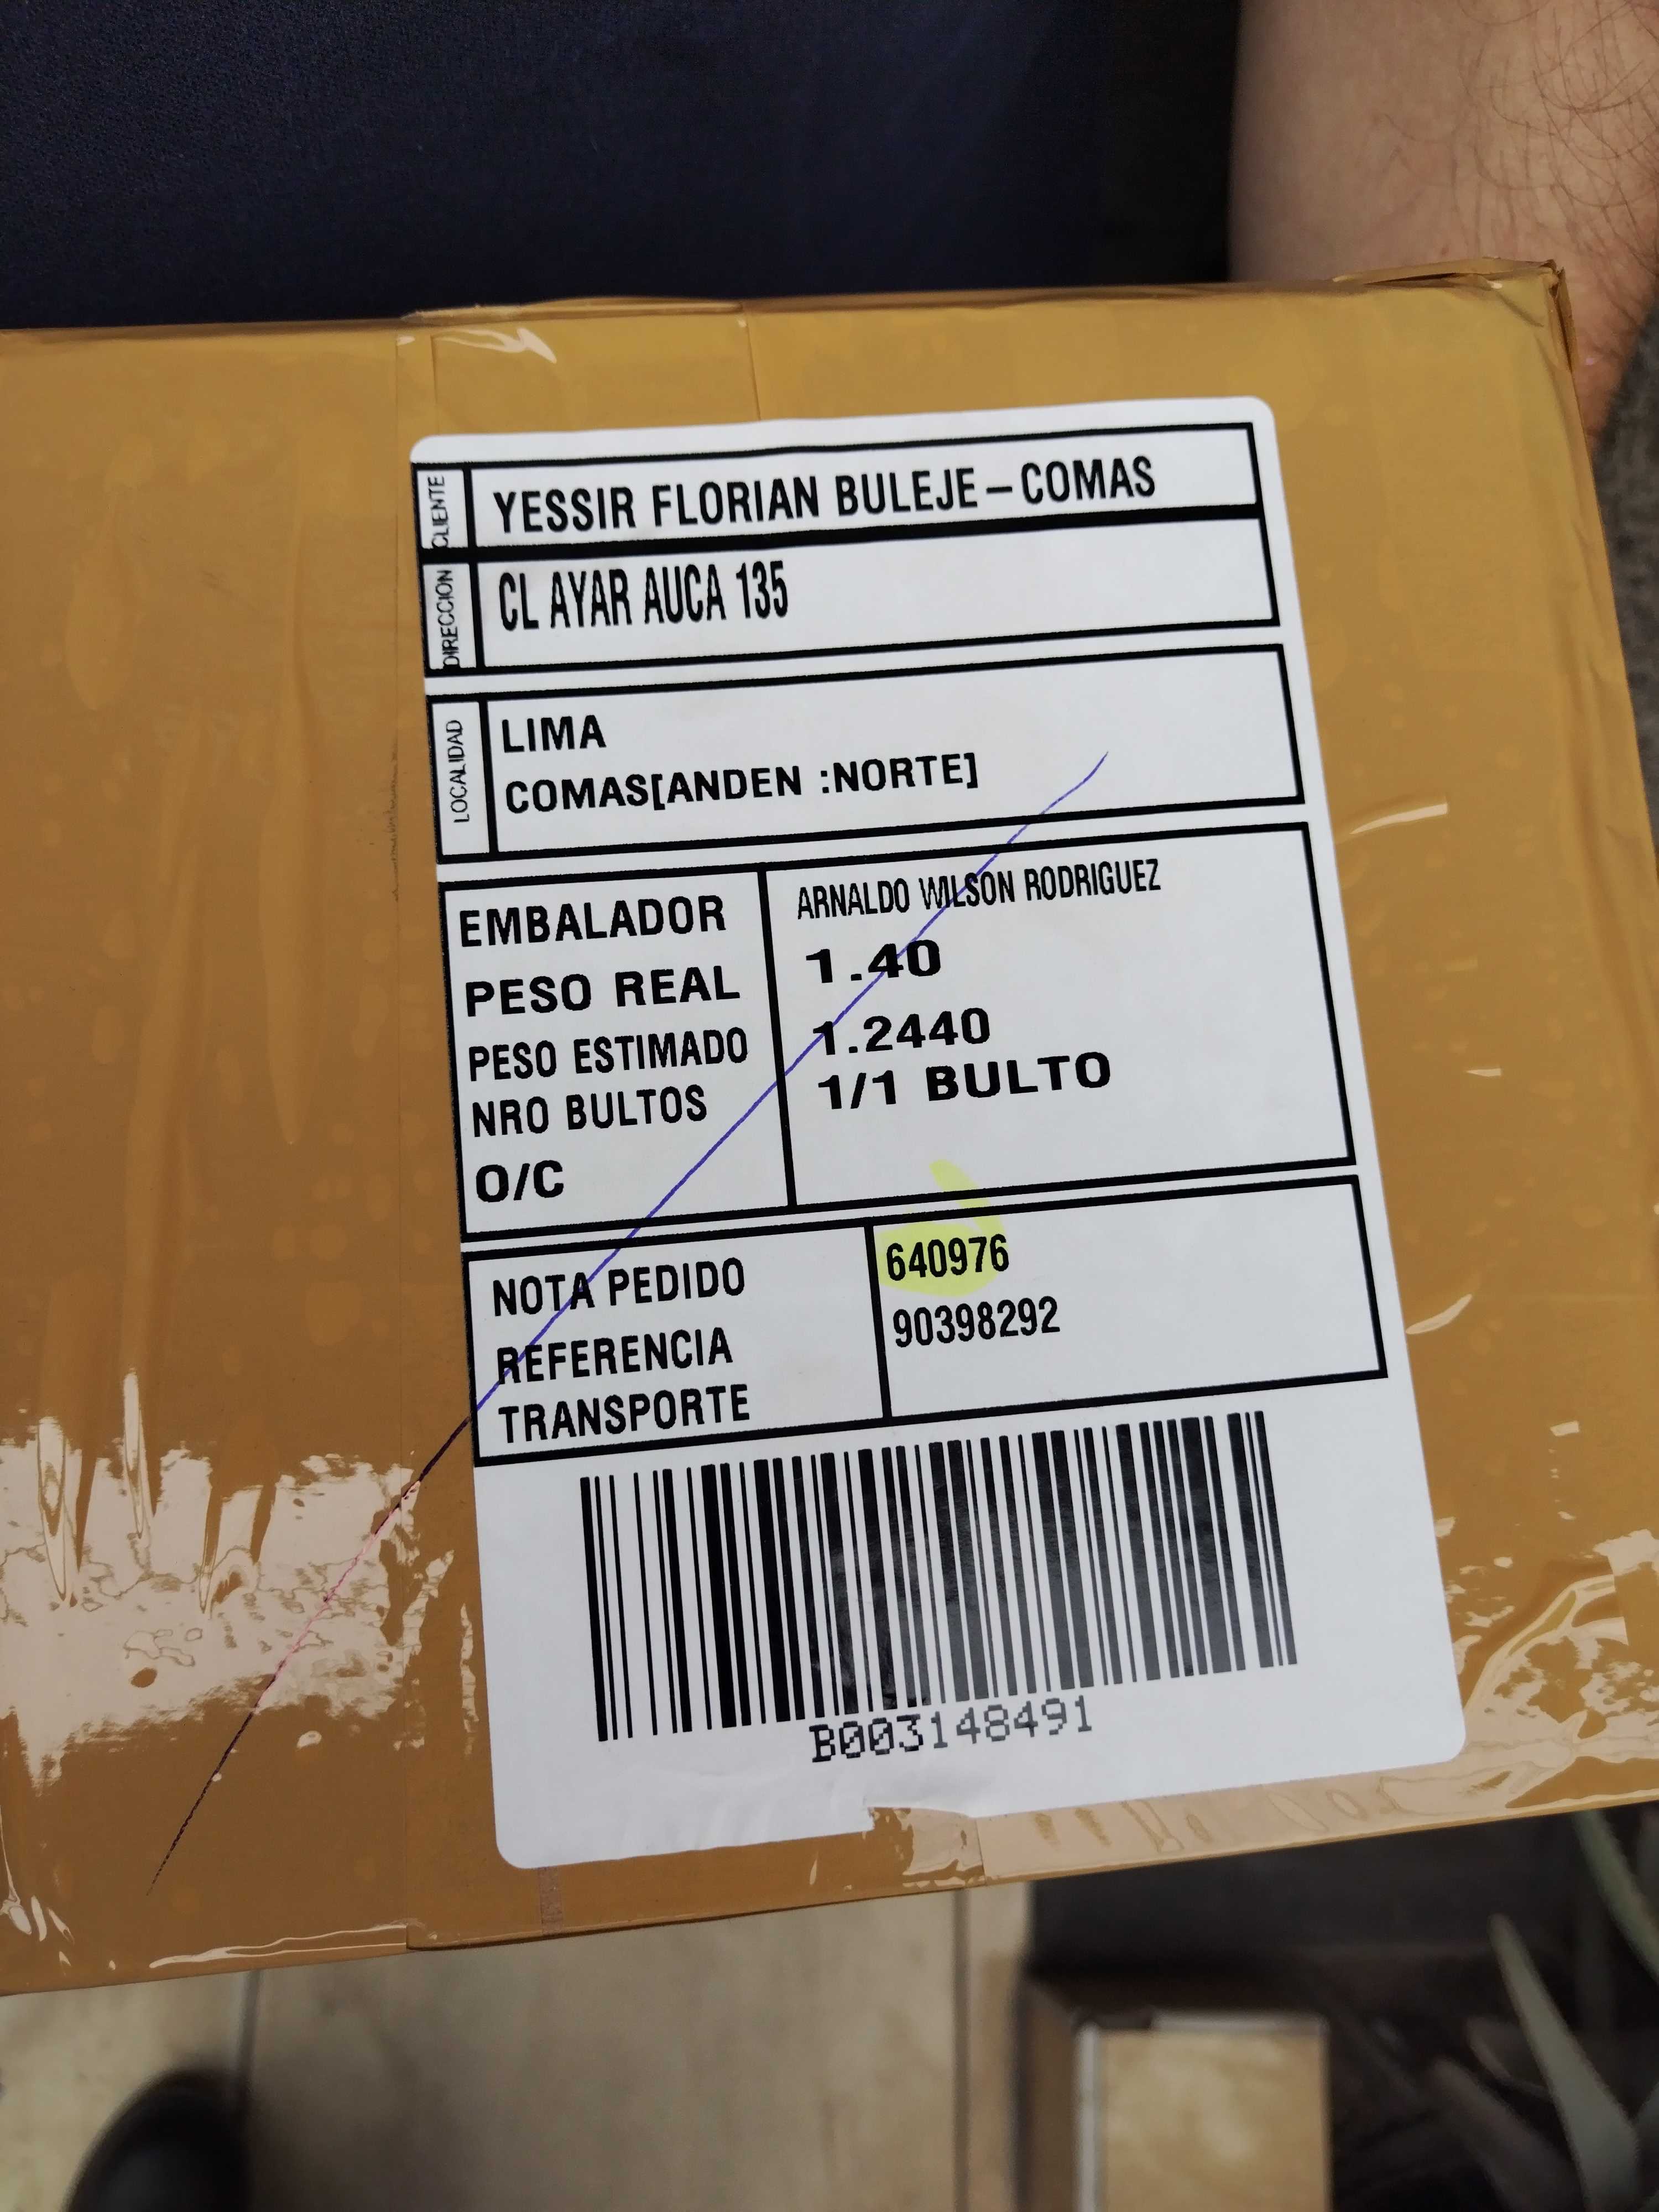 CLIENTE YESSIR FLORIAN BULEJE – COMAS
DIRECCION CL AYAR AUCA 135
LOCALIDAD LIMA
COMAS[ANDEN :NORTE]
EMBALADOR ARNALDO WILSON RODRIGUEZ
PESO REAL 1.40
PESO ESTIMADO 1.2440
NRO BULTOS 1/1 BULTO
O/C
NOTA PEDIDO 640976
REFERENCIA 90398292
TRANSPORTE
B003148491